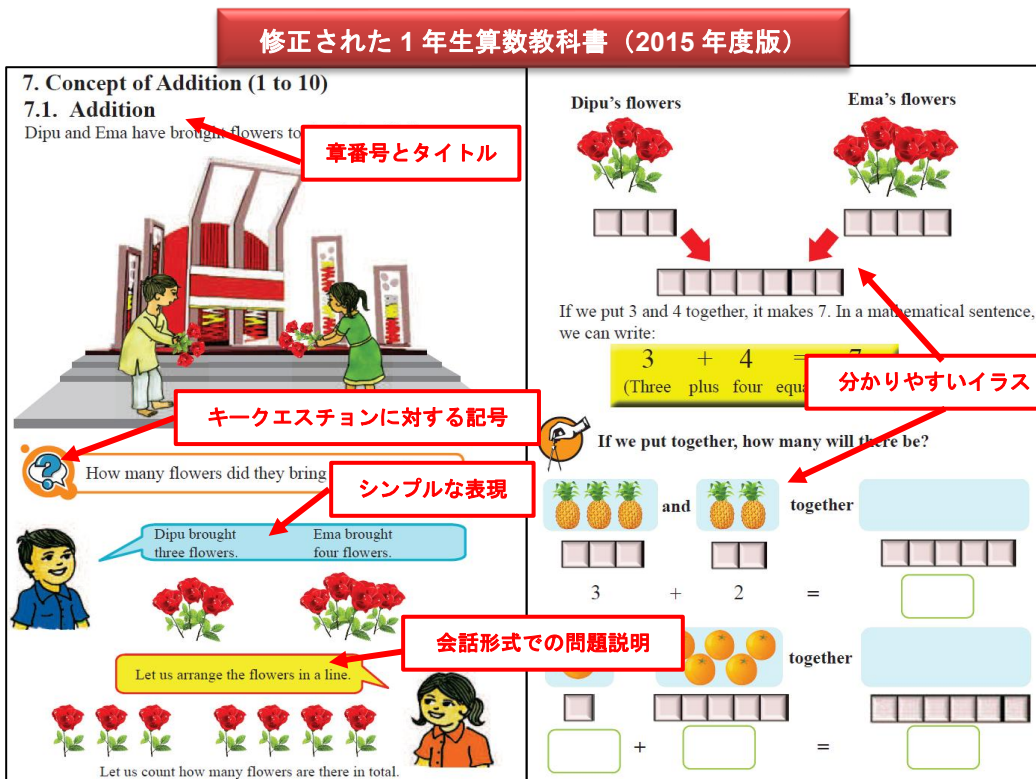 修正された 1 年生算数教科書（2015 年度版）
7. Concept of Addition (1 to 10)
7.1. Addition
Dipu and Ema have brought flowers to
章番号とタイトル
キークエスチョンに対する記号
How many flowers did they bring
シンプルな表現
Dipu brought
three flowers.
Ema brought
four flowers.
会話形式での問題説明
Let us arrange the flowers in a line.
Let us count how many flowers are there in total.
Dipu's flowers
Ema's flowers
If we put 3 and 4 together, it makes 7. In a mathematical sentence,
we can write:
3 + 4 = 7
(Three plus four equa
分かりやすいイラス
If we put together, how many will there be?
and together
3 + 2 =
together
+ =